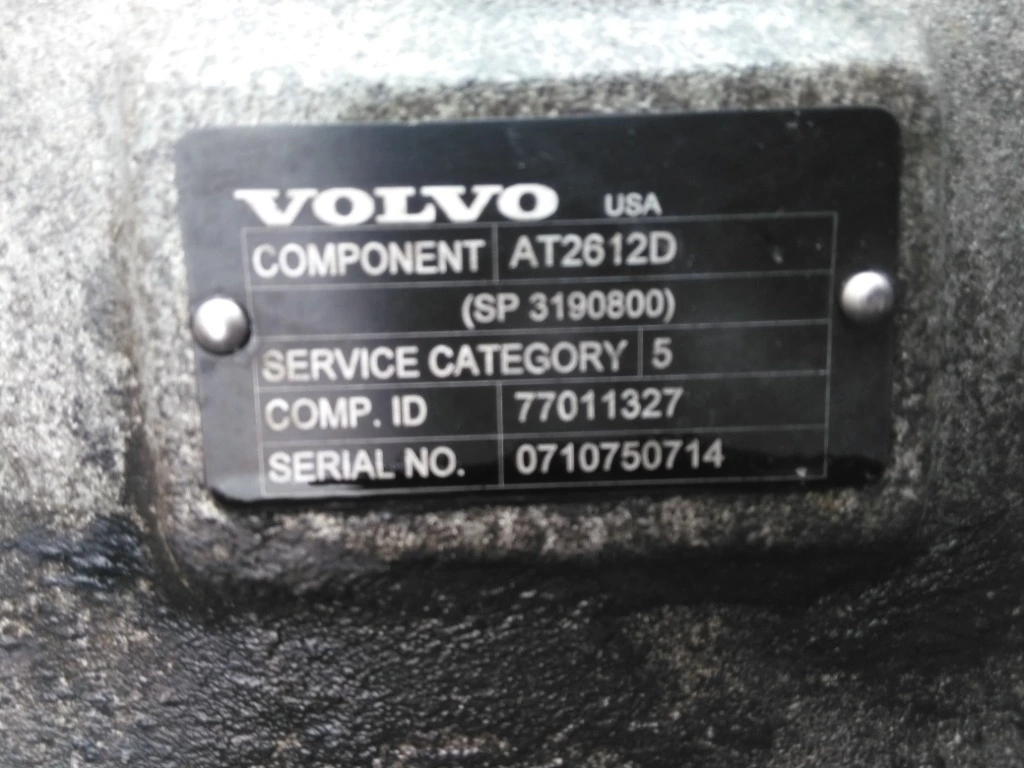 VOLVO USA
COMPONENT AT2612D
(SP 3190800)
SERVICE CATEGORY 5
COMP. ID 77011327
SERIAL NO. 0710750714